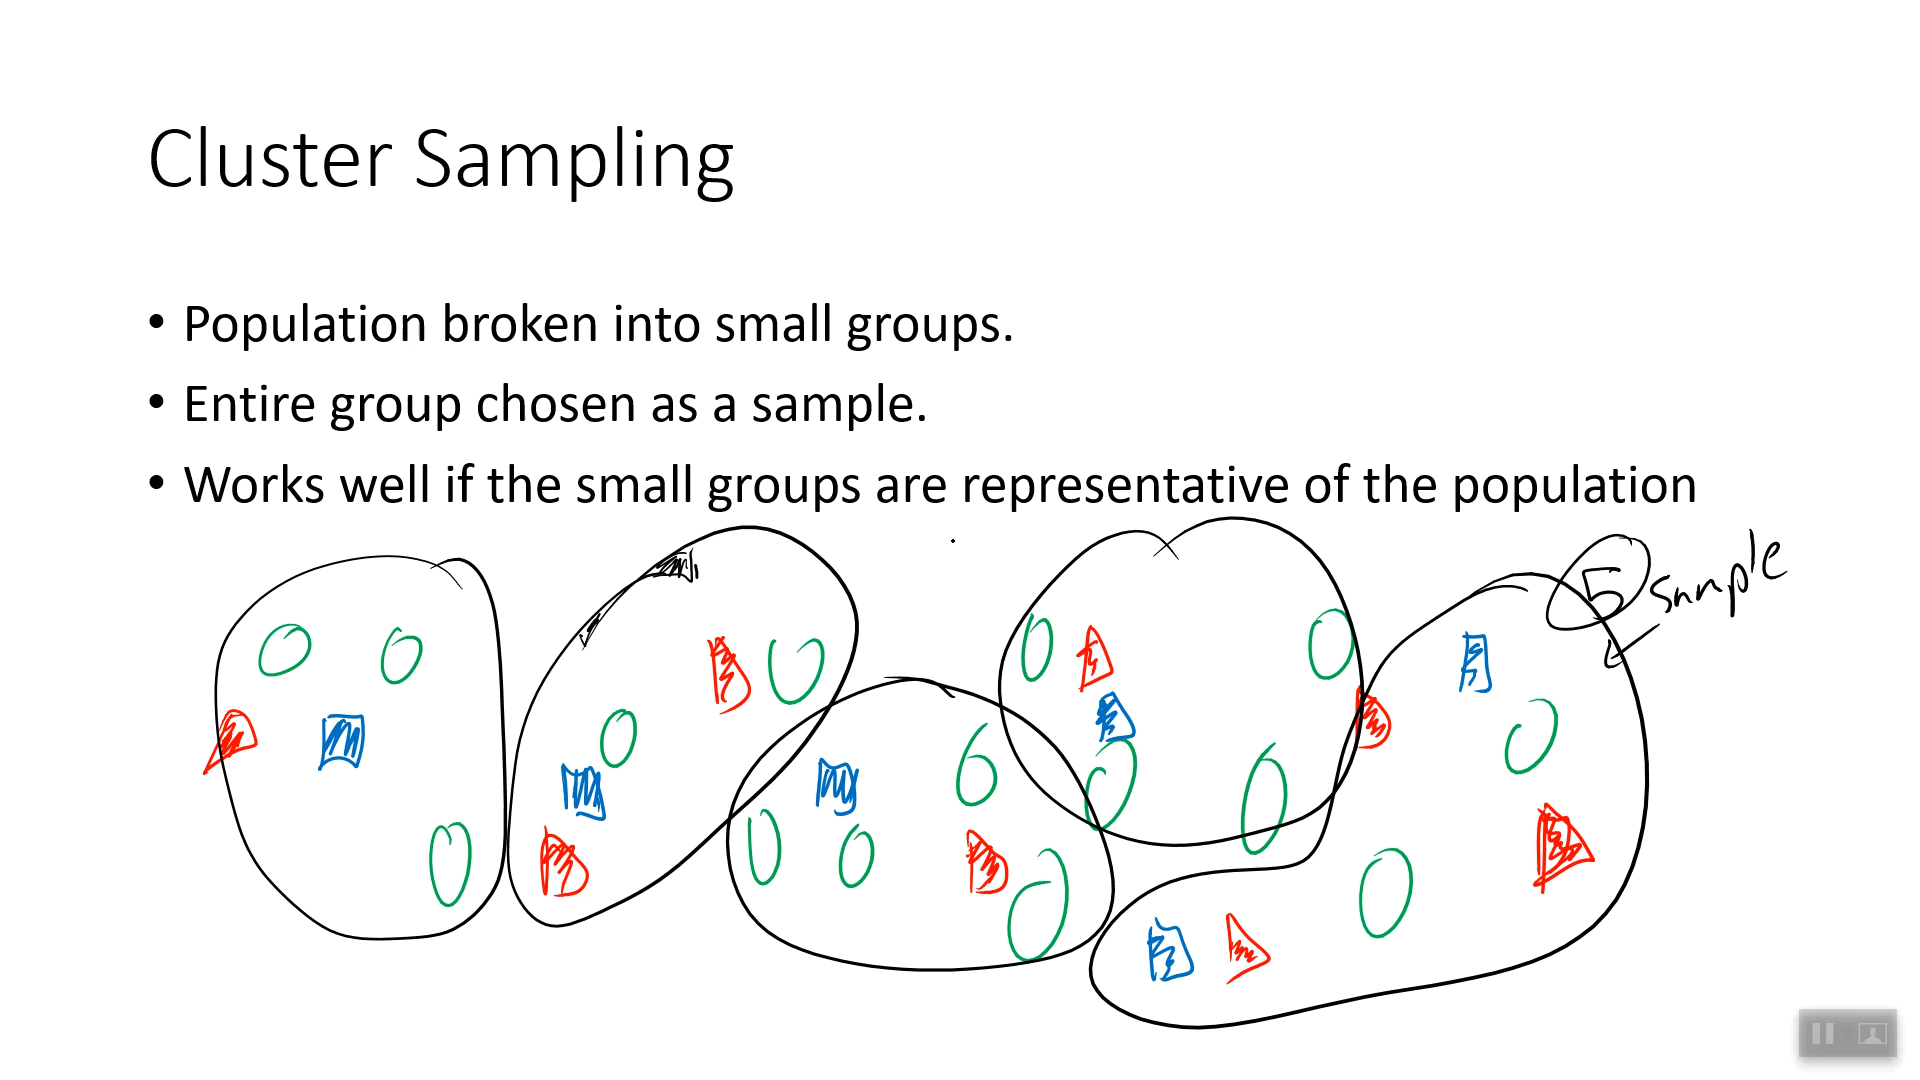 Cluster Sampling
• Population broken into small groups.
• Entire group chosen as a sample.
• Works well if the small groups are representative of the population
5 sample